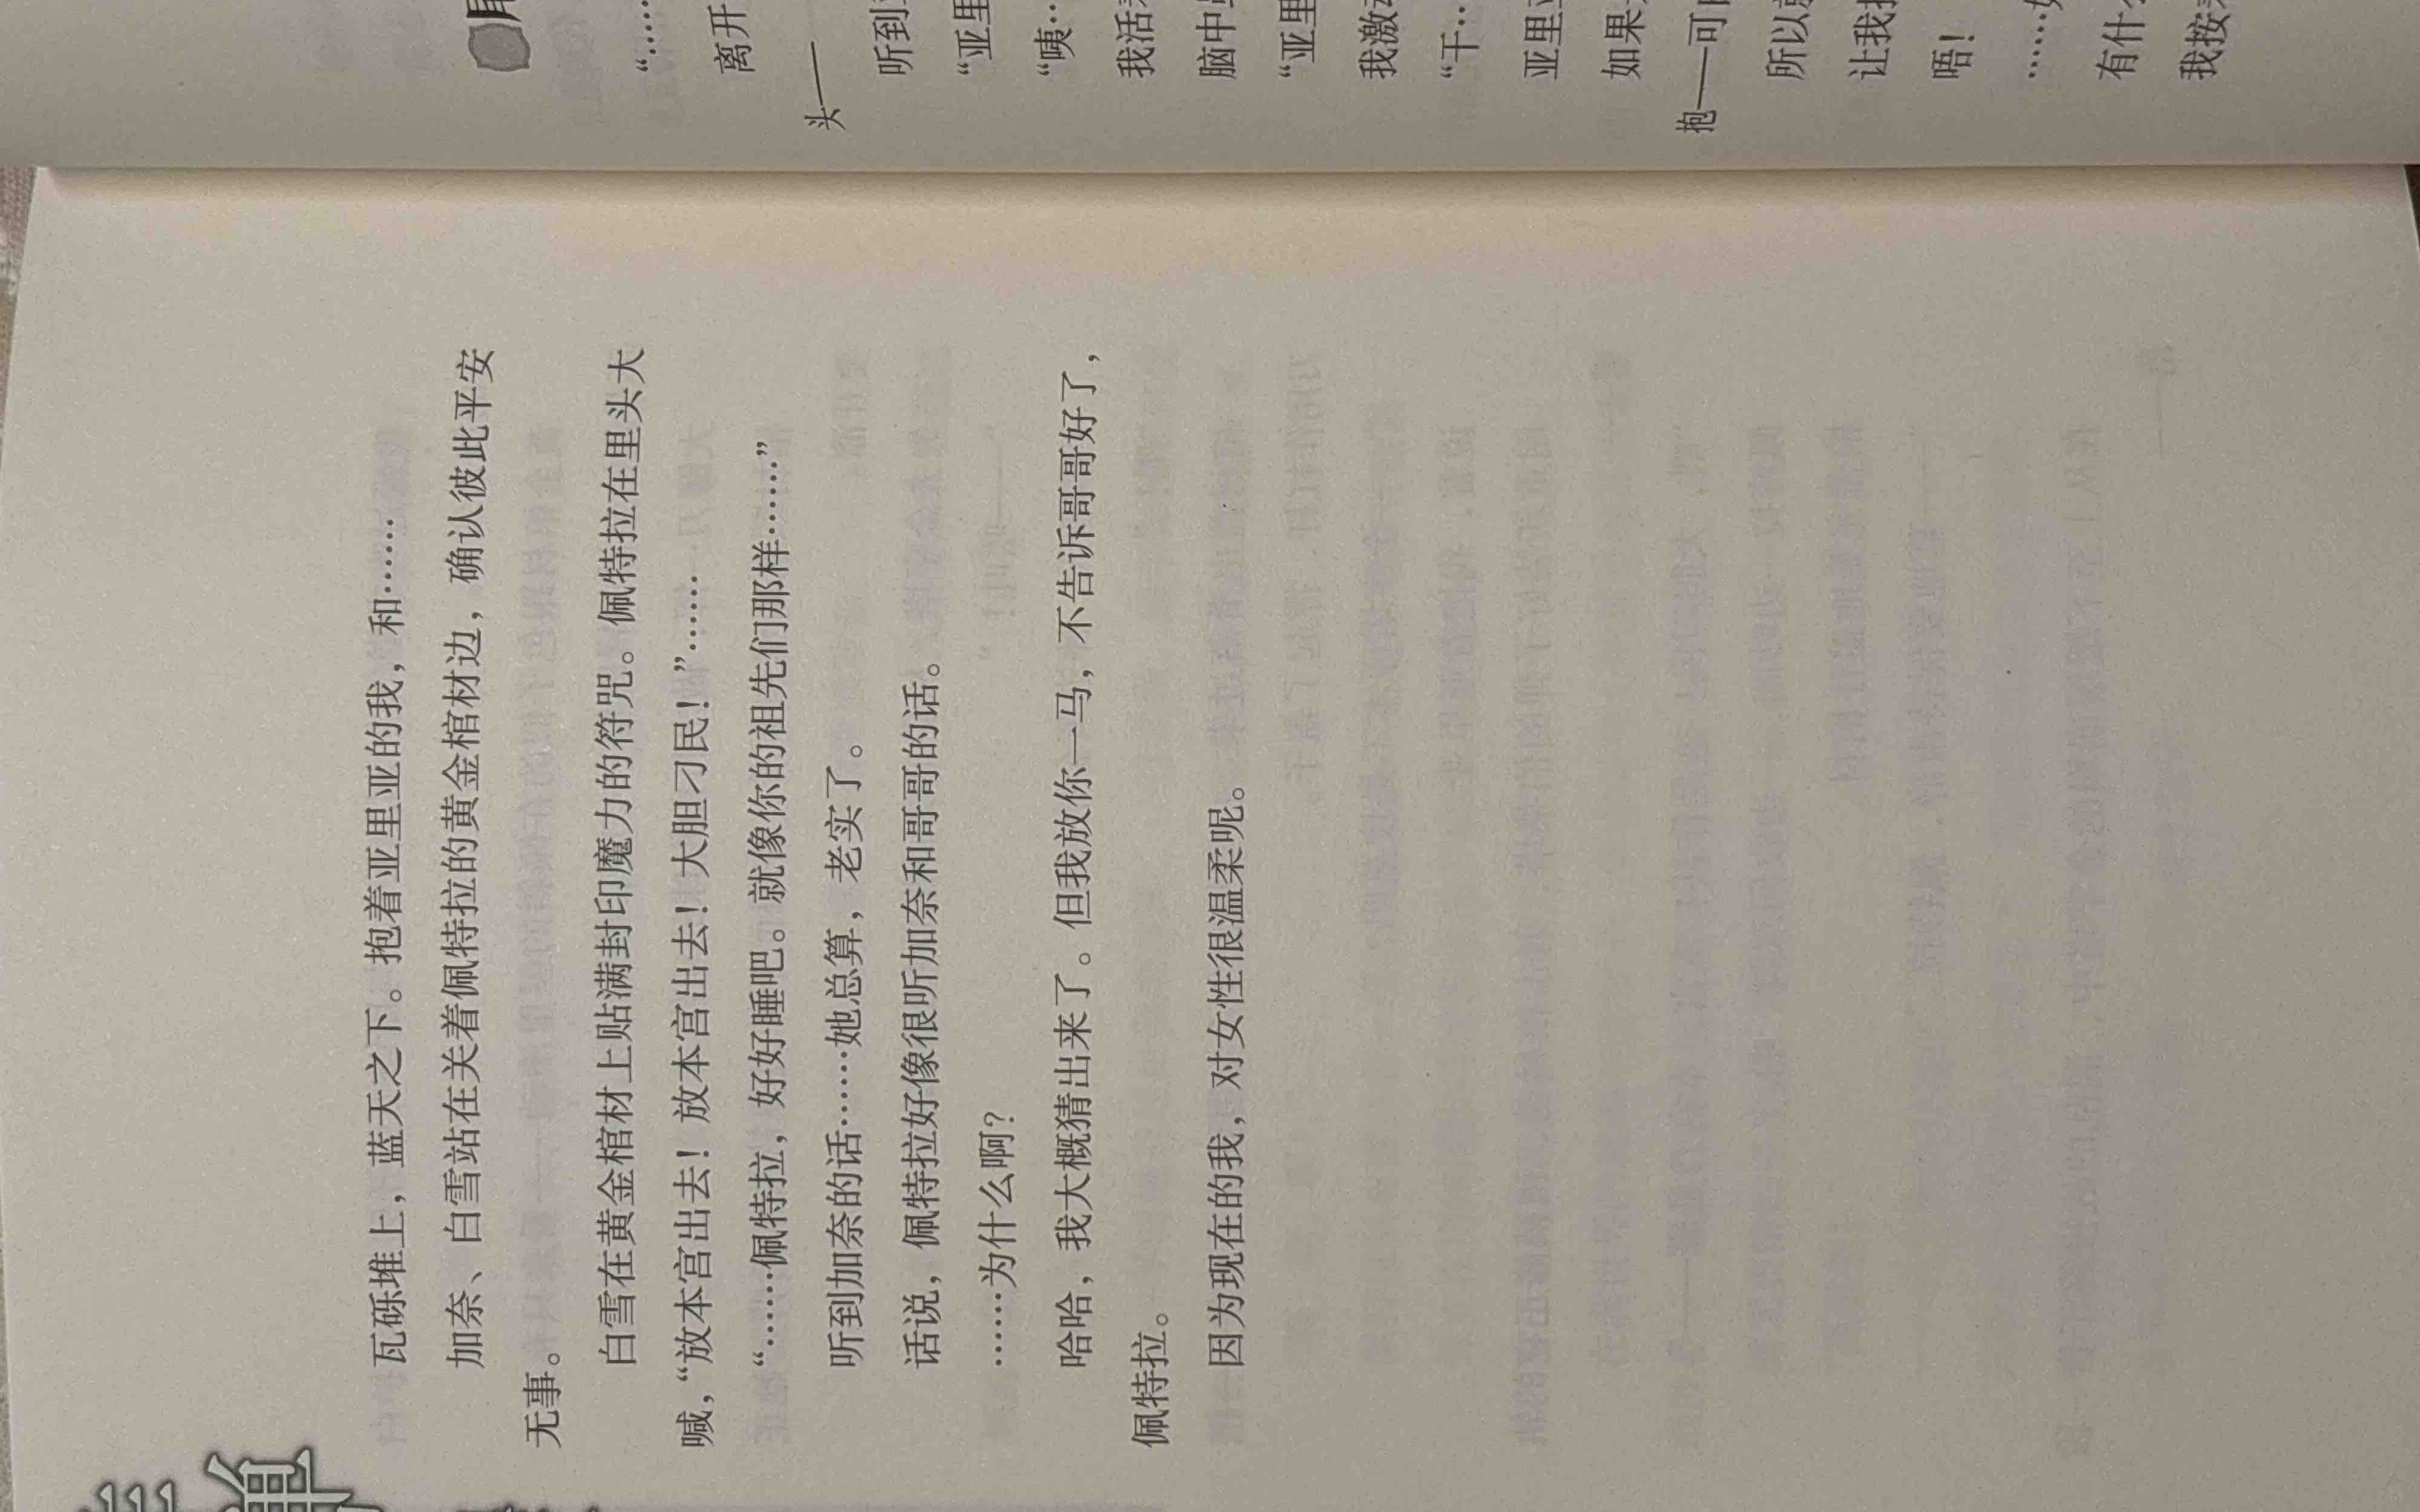 弹
瓦砾堆上，蓝天之下。抱着亚里亚的我，和……
加奈、白雪站在关着佩特拉的黄金棺材边，确认彼此平安
无事。
白雪在黄金棺材上贴满封印魔力的符咒。佩特拉在里头大
喊，“放本宫出去！放本宫出去！大胆刁民！”……
“……佩特拉，好好睡吧。就像你的祖先们那样……”
听到加奈的话……她总算，老实了。
话说，佩特拉好像很听加奈和哥哥的话。
……为什么啊？
哈哈，我大概猜出来了。但我放你一马，不告诉哥哥好了，
佩特拉。
因为现在的我，对女性很温柔呢。
“……
离开
头——
听到
“亚里
“咦…
我活
脑中
“亚里
我激
“干…
亚里
如果
抱——可
所以
让我
唔！
……
有什
我按